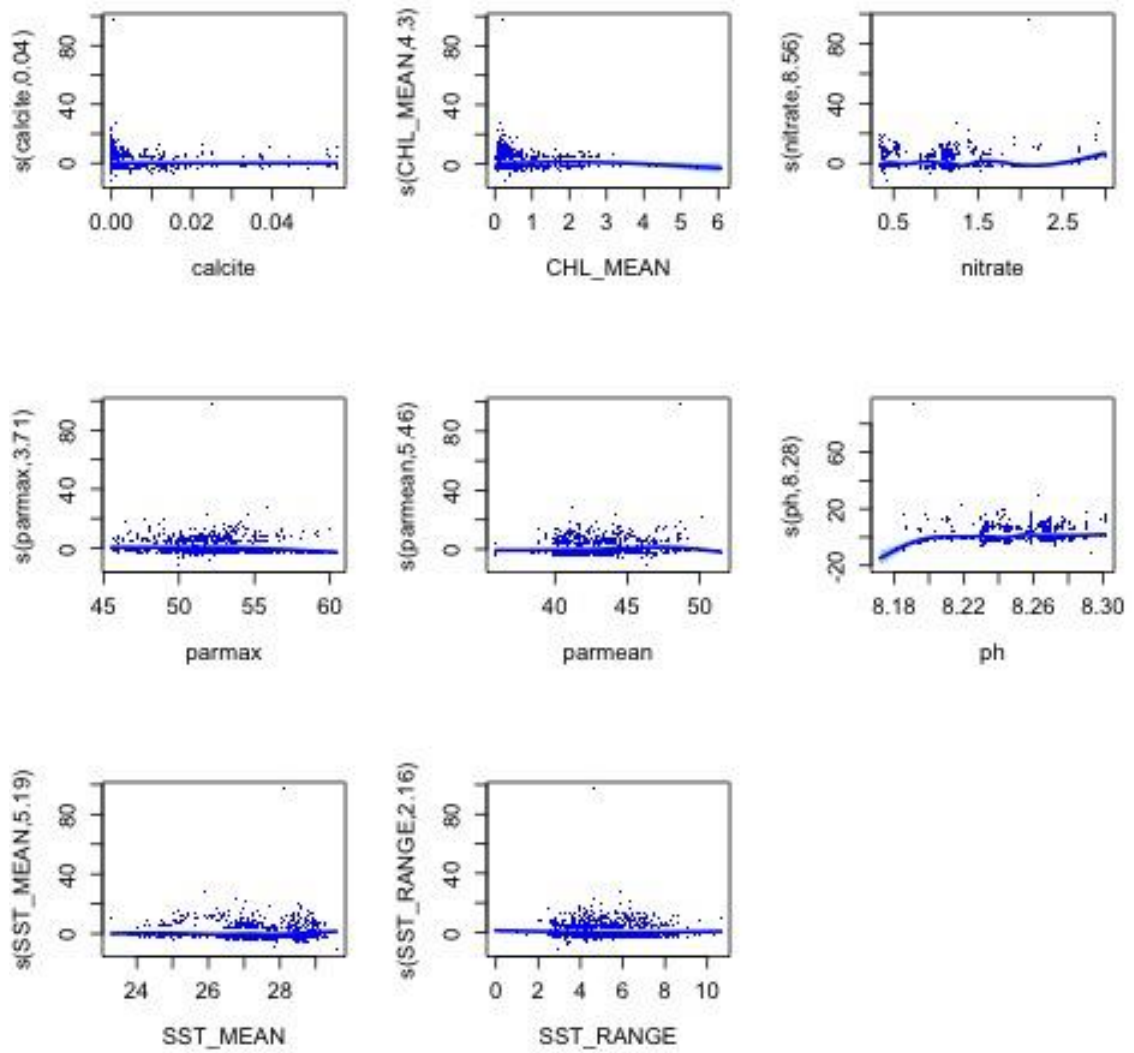 s(calcite,0.04)
0 40 80
0.00 0.02 0.04
calcite
s(CHL_MEAN,4.3)
0 40 80
0 1 2 3 4 5 6
CHL_MEAN
s(nitrate,8.56)
0 40 80
0.5 1.5 2.5
nitrate
s(parmax,3.71)
0 40 80
45 50 55 60
parmax
s(parmean,5.46)
0 40 80
40 45 50
parmean
s(ph,8.28)
-20 20 60
8.18 8.22 8.26 8.30
ph
s(SST_MEAN,5.19)
0 40 80
24 26 28
SST_MEAN
s(SST_RANGE,2.16)
0 40 80
0 2 4 6 8 10
SST_RANGE